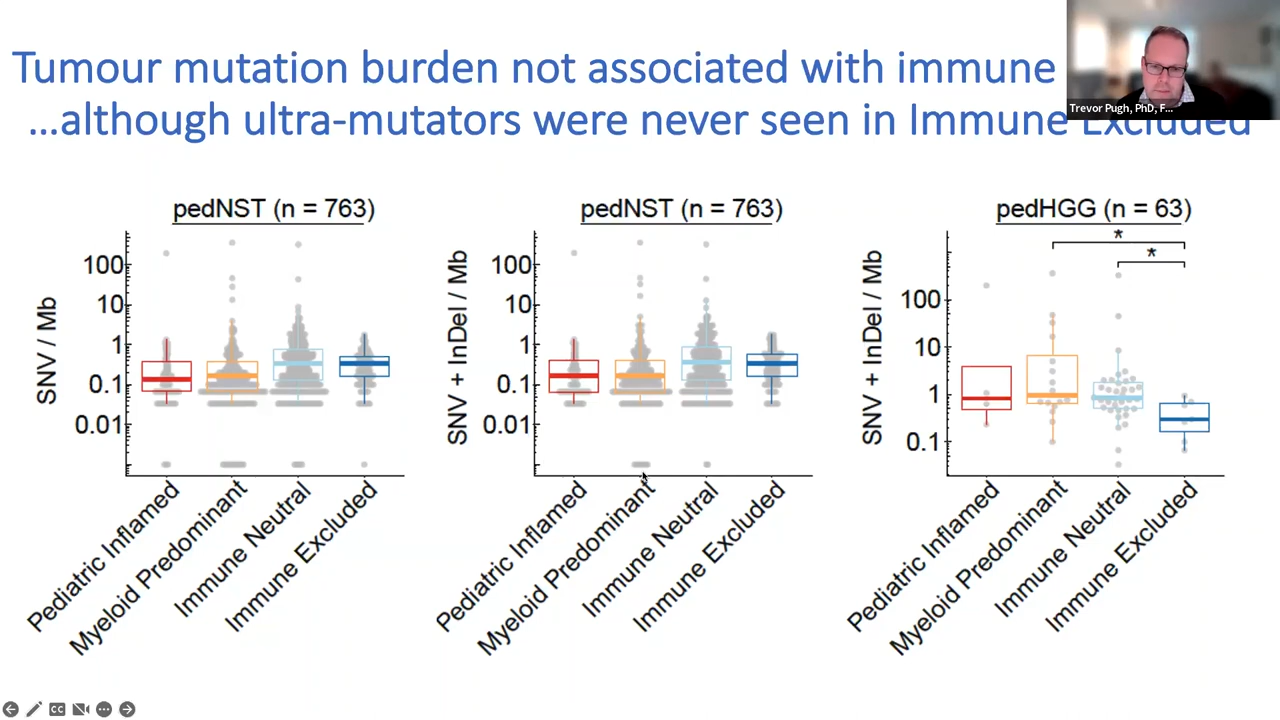 Tumour mutation burden not associated with immune
...although ultra-mutators were never seen in Immune Excluded
Trevor Pugh, PhD, F...
pedNST (n = 763)
SNV / Mb
100
10
1
0.1
0.01
Pediatric Inflamed
Myeloid Predominant
Immune Neutral
Immune Excluded
pedNST (n = 763)
SNV + InDel / Mb
100
10
1
0.1
0.01
Pediatric Inflamed
Myeloid Predominant
Immune Neutral
Immune Excluded
pedHGG (n = 63)
*
*
SNV + InDel / Mb
100
10
1
0.1
Pediatric Inflamed
Myeloid Predominant
Immune Neutral
Immune Excluded
CC